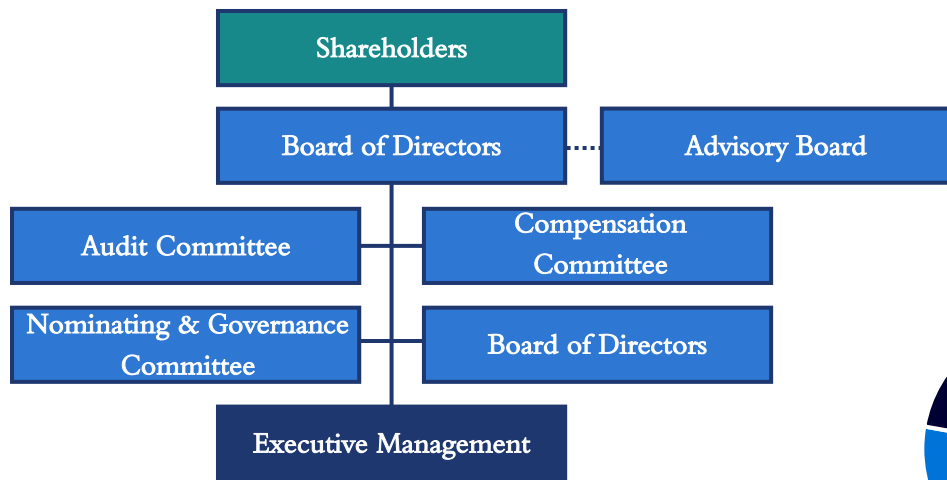 Shareholders
Board of Directors
Advisory Board
Audit Committee
Compensation
Committee
Nominating & Governance
Committee
Board of Directors
Executive Management